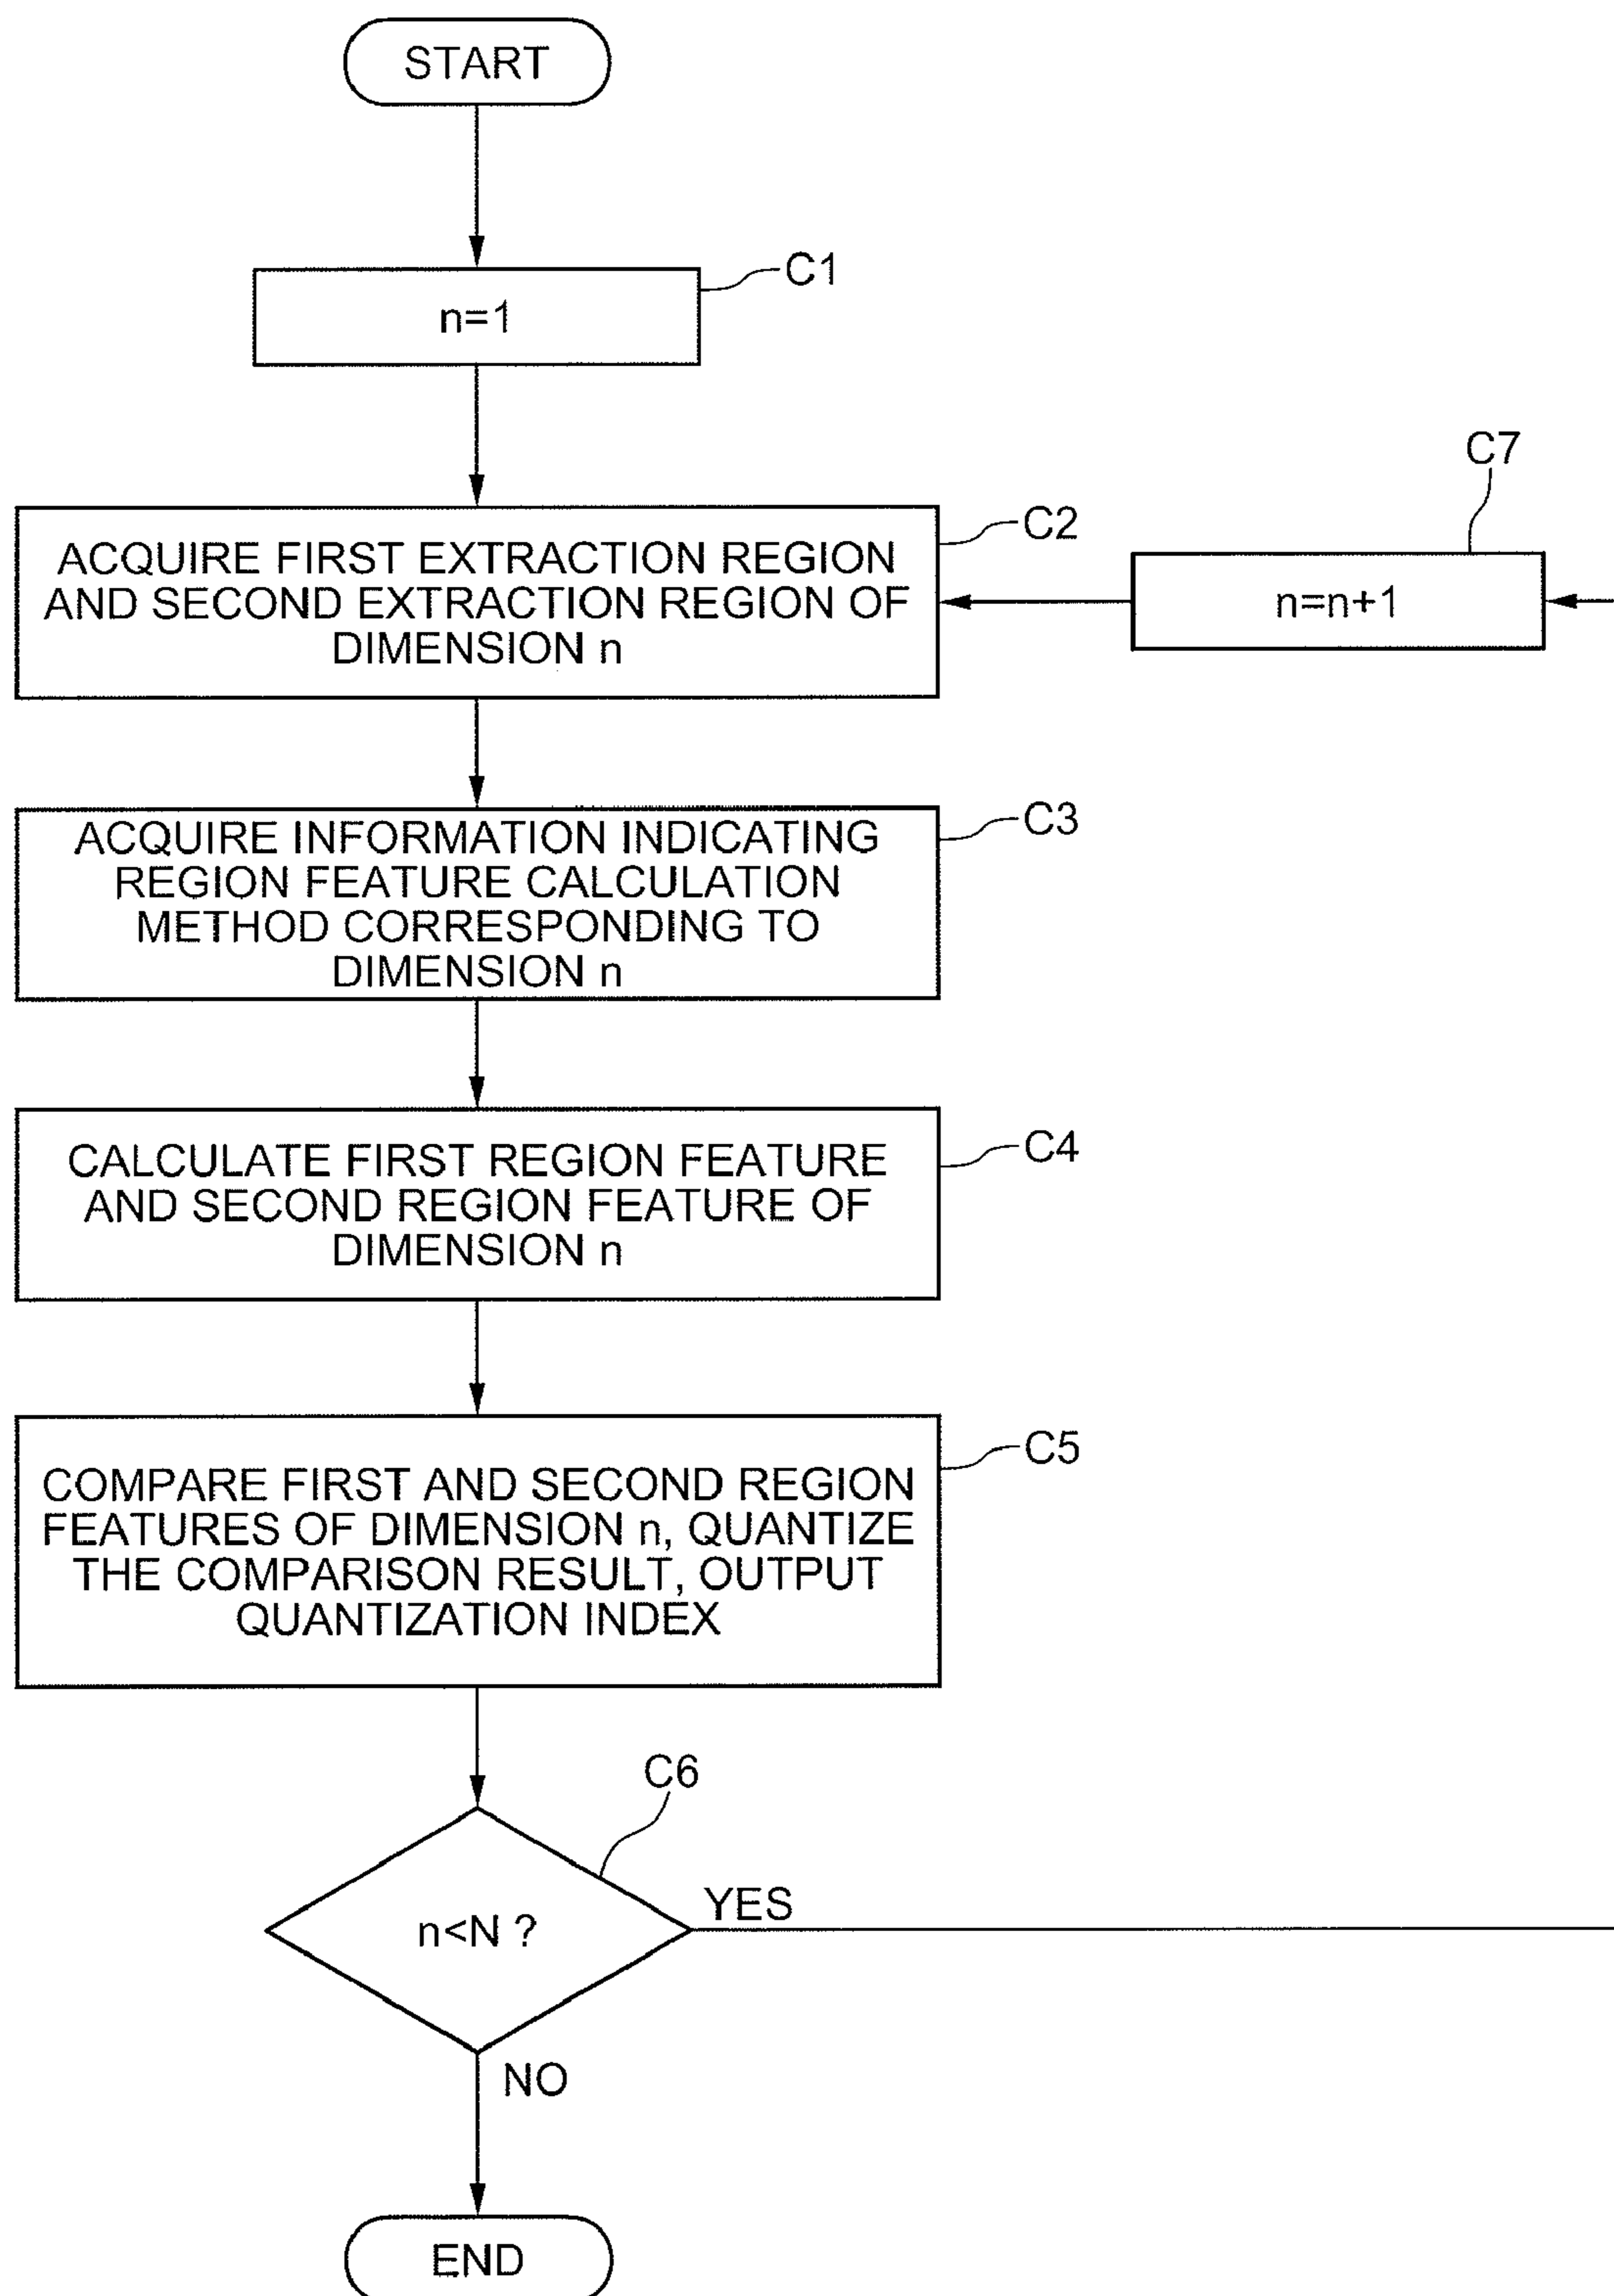 START
C1
n=1
C7
C2
ACQUIRE FIRST EXTRACTION REGION
AND SECOND EXTRACTION REGION OF
DIMENSION n
n=n+1
C3
ACQUIRE INFORMATION INDICATING
REGION FEATURE CALCULATION
METHOD CORRESPONDING TO
DIMENSION n
C4
CALCULATE FIRST REGION FEATURE
AND SECOND REGION FEATURE OF
DIMENSION n
C5
COMPARE FIRST AND SECOND REGION
FEATURES OF DIMENSION n, QUANTIZE
THE COMPARISON RESULT, OUTPUT
QUANTIZATION INDEX
C6
YES
n<N ?
NO
END